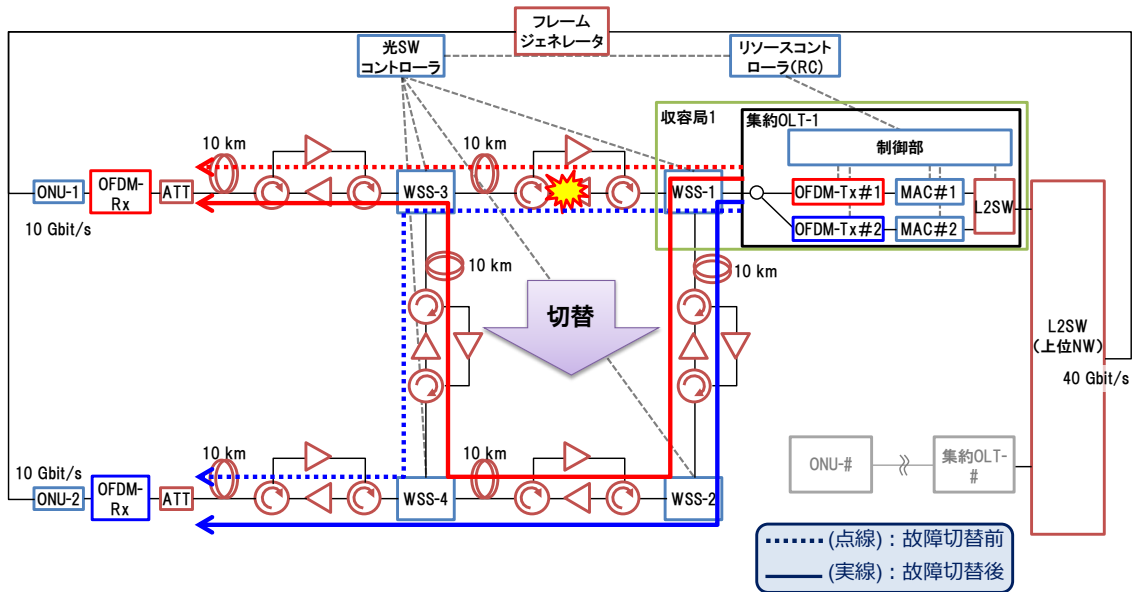 フレーム
ジェネレータ
光SW
コントローラ
リソースコント
ローラ(RC)
収容局1
集約OLT-1
制御部
10 km
10 km
ONU-1
OFDM-
Rx
ATT
WSS-3
WSS-1
OFDM-Tx#1
MAC#1
L2SW
OFDM-Tx#2
MAC#2
10 Gbit/s
10 km
10 km
切替
L2SW
(上位NW)
40 Gbit/s
10 km
10 km
10 Gbit/s
ONU-2
OFDM-
Rx
ATT
WSS-4
WSS-2
ONU-#
集約OLT-
#
(点線)：故障切替前
(実線)：故障切替後